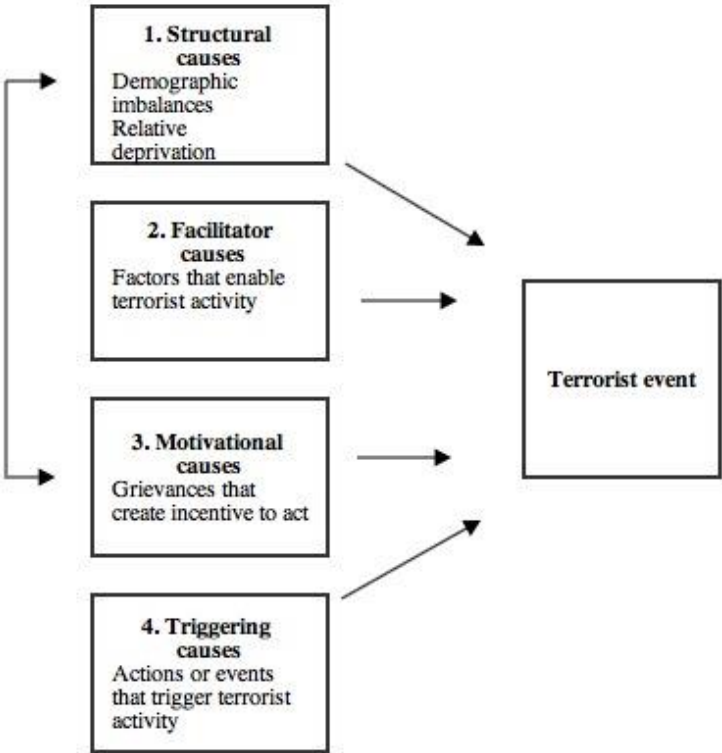 1. Structural
causes
Demographic
imbalances
Relative
deprivation
2. Facilitator
causes
Factors that enable
terrorist activity
3. Motivational
causes
Grievances that
create incentive to act
4. Triggering
causes
Actions or events
that trigger terrorist
activity
Terrorist event